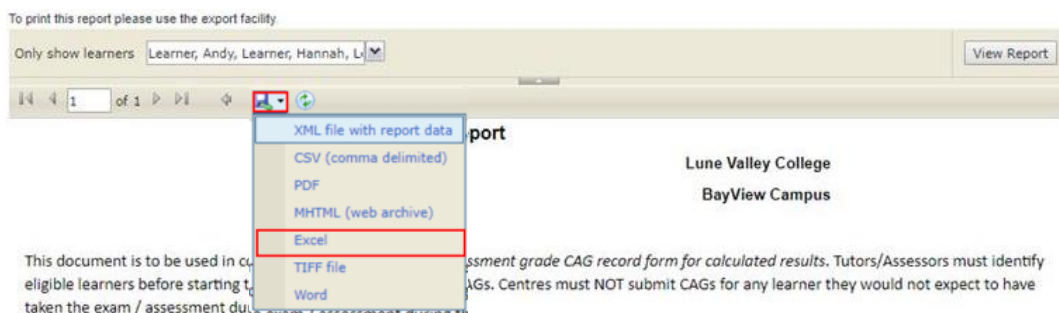 To print this report please use the export facility.
Only show learners Learner, Andy, Learner, Hannah, L
View Report
1 of 1
XML file with report data
port
CSV (comma delimited)
Lune Valley College
PDF
BayView Campus
MHTML (web archive)
Excel
This document is to be used in ssment grade CAG record form for calculated results. Tutors/Assessors must identify
TIFF file
eligible learners before starting AGs. Centres must NOT submit CAGs for any learner they would not expect to have
Word
taken the exam / assessment